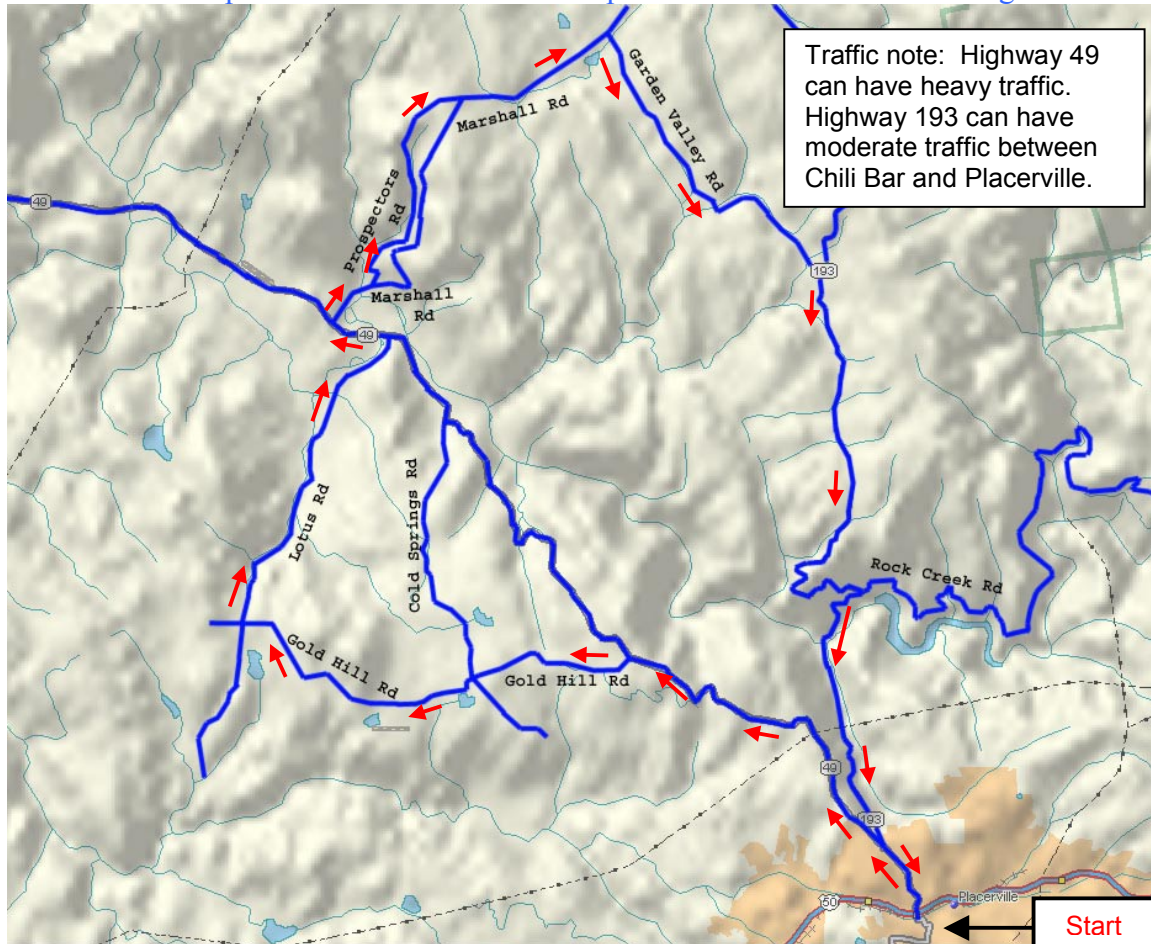 Traffic note: Highway 49
can have heavy traffic.
Highway 193 can have
moderate traffic between
Chili Bar and Placerville.
Garden Valley Rd
Marshall Rd
Prospectors
Rd
49
193
Marshall
Rd
49
Lotus Rd
Cold Springs Rd
Rock Creek Rd
Gold Hill Rd
Gold Hill Rd
49
193
50
Placerville
Start